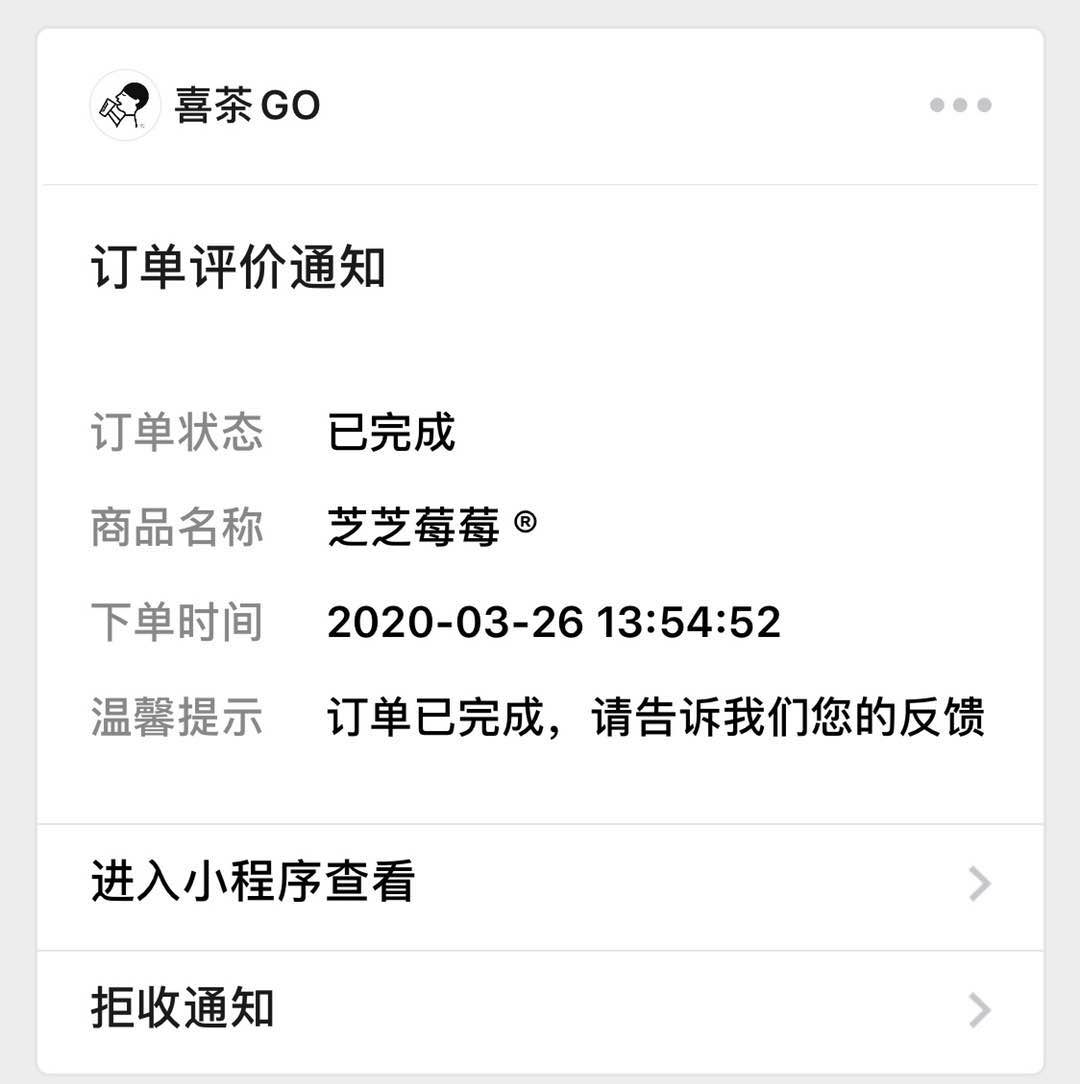 喜茶GO
订单评价通知
订单状态 已完成
商品名称 芝芝莓莓 ®
下单时间 2020-03-26 13:54:52
温馨提示 订单已完成，请告诉我们您的反馈
进入小程序查看
拒收通知